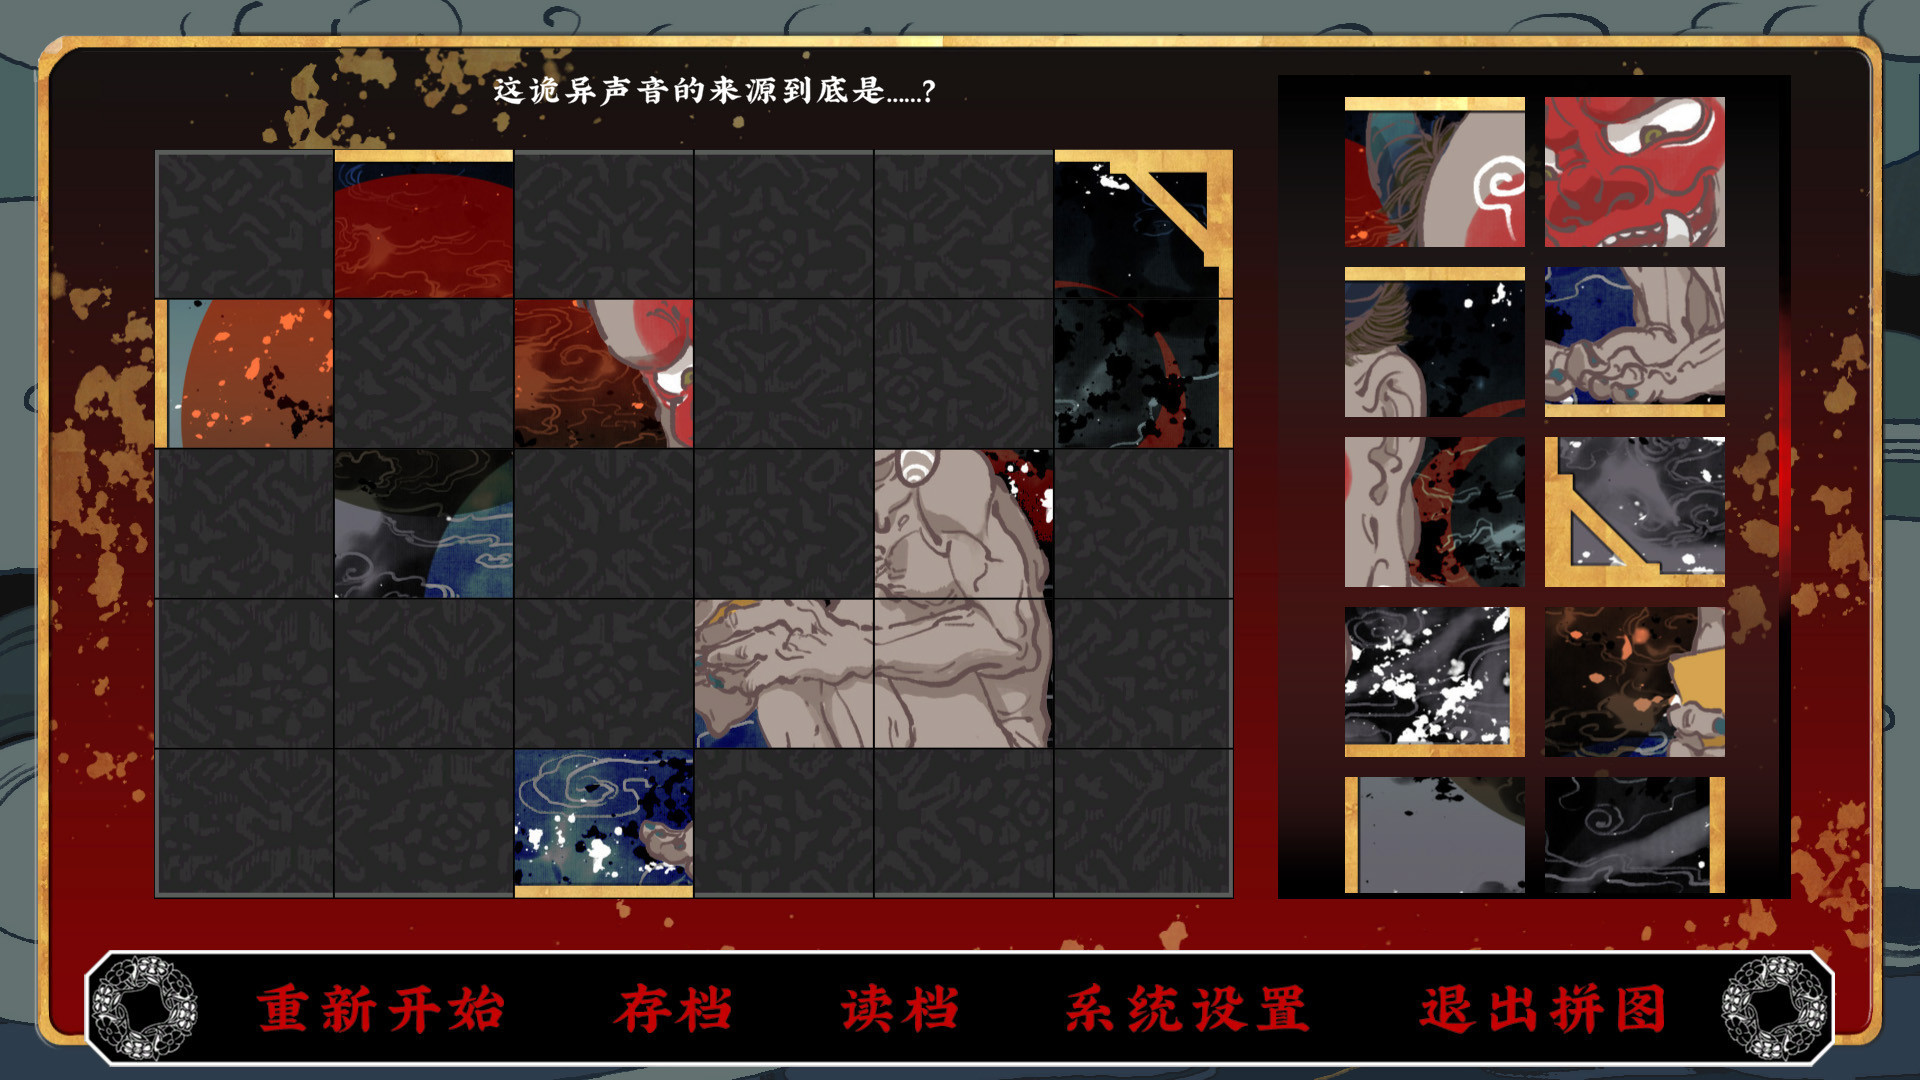 这诡异声音的来源到底是……?
重新开始
存档
读档
系统设置
退出拼图